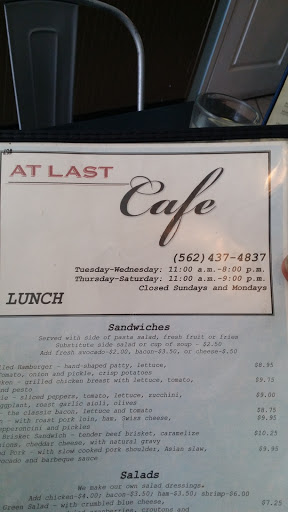 AT LAST
Cafe
(562)437-4837
Tuesday-Wednesday: 11:00 a.m.-8:00 p.m.
Thursday-Saturday: 11:00 a.m.-9:00 p.m.
Closed Sundays and Mondays
LUNCH
Sandwiches
Served with side of pasta salad, fresh fruit or fries
Substitute side salad or cup of soup - $2.50
Add fresh avocado-$2.00, bacon-$3.50, or cheese-$.50
Hamburger - hand-shaped patty, lettuce, $8.95
tomato, onion and pickle, crisp potatoes
- grilled chicken breast with lettuce, tomato, $9.75
and pesto
- sliced peppers, tomato, lettuce, zucchini, $8.00
eggplant, roast garlic aioli, olives
- the classic bacon, lettuce and tomato $8.75
- with roast pork loin, ham, Swiss cheese, $9.95
pepperoncini and pickles
Brisket Sandwich - tender beef brisket, caramelize $10.25
onions, cheddar cheese, with natural gravy
Pork - with slow cooked pork shoulder, Asian slaw, $9.95
avocado and barbeque sauce
Salads
We make our own salad dressings.
Add chicken-$4.00; bacon-$3.50; ham-$3.50; shrimp-$6.00
Green Salad - with crumbled blue cheese, $7.25